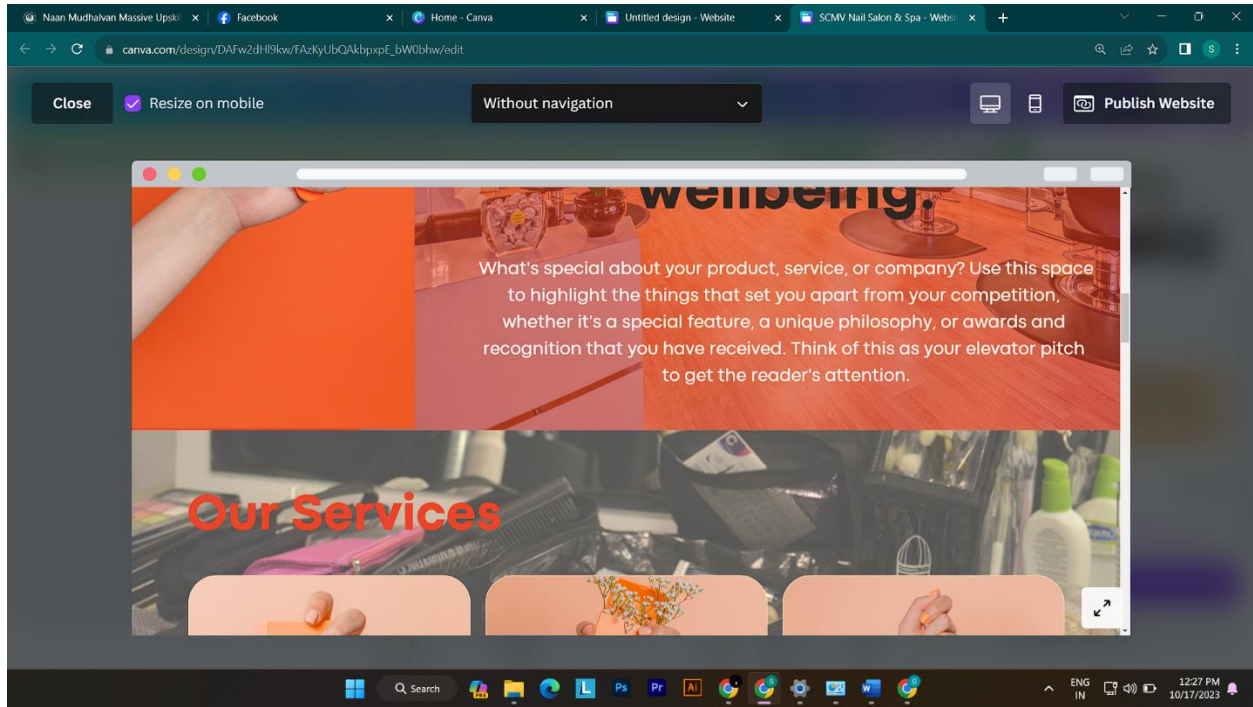 Naan Mudhalvan Massive Upskil
Facebook
Home - Canva
Untitled design - Website
SCMV Nail Salon & Spa - Websi
canva.com/design/DAFw2dHl9kw/FAzKyUbQAkbpxpE_bW0bhw/edit
S
Close
Resize on mobile
Without navigation
Publish Website
wellbeing.
What's special about your product, service, or company? Use this space
to highlight the things that set you apart from your competition,
whether it's a special feature, a unique philosophy, or awards and
recognition that you have received. Think of this as your elevator pitch
to get the reader's attention.
Our Services
Search
L
Ps
Pr
Ai
ENG
IN
12:27 PM
10/17/2023